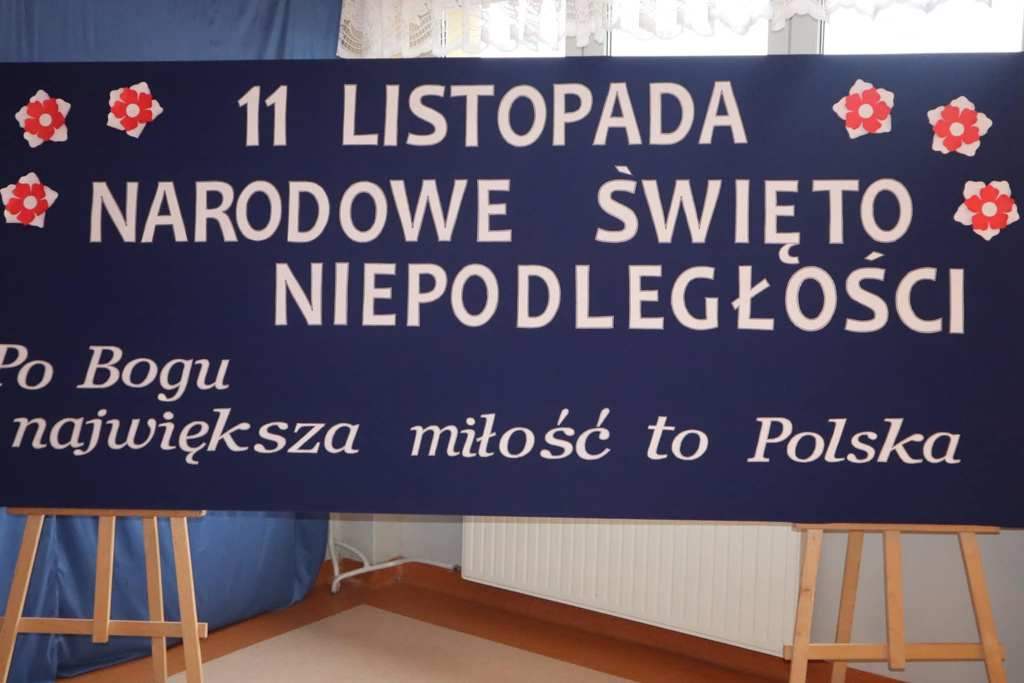 11 LISTOPADA
NARODOWE ŚWIĘTO
NIEPODLEGŁOŚCI
Po Bogu
największa miłość to Polska